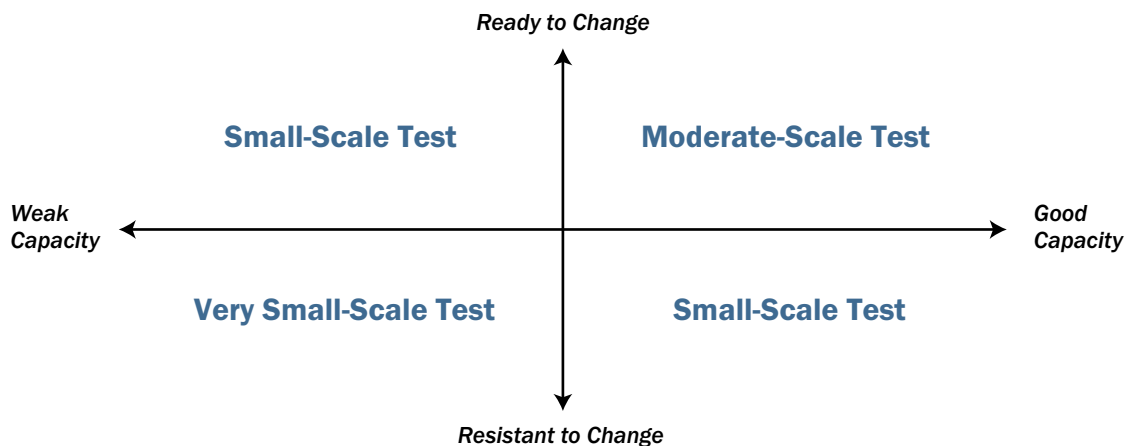 Ready to Change
Small-Scale Test
Moderate-Scale Test
Weak
Capacity
Good
Capacity
Very Small-Scale Test
Small-Scale Test
Resistant to Change